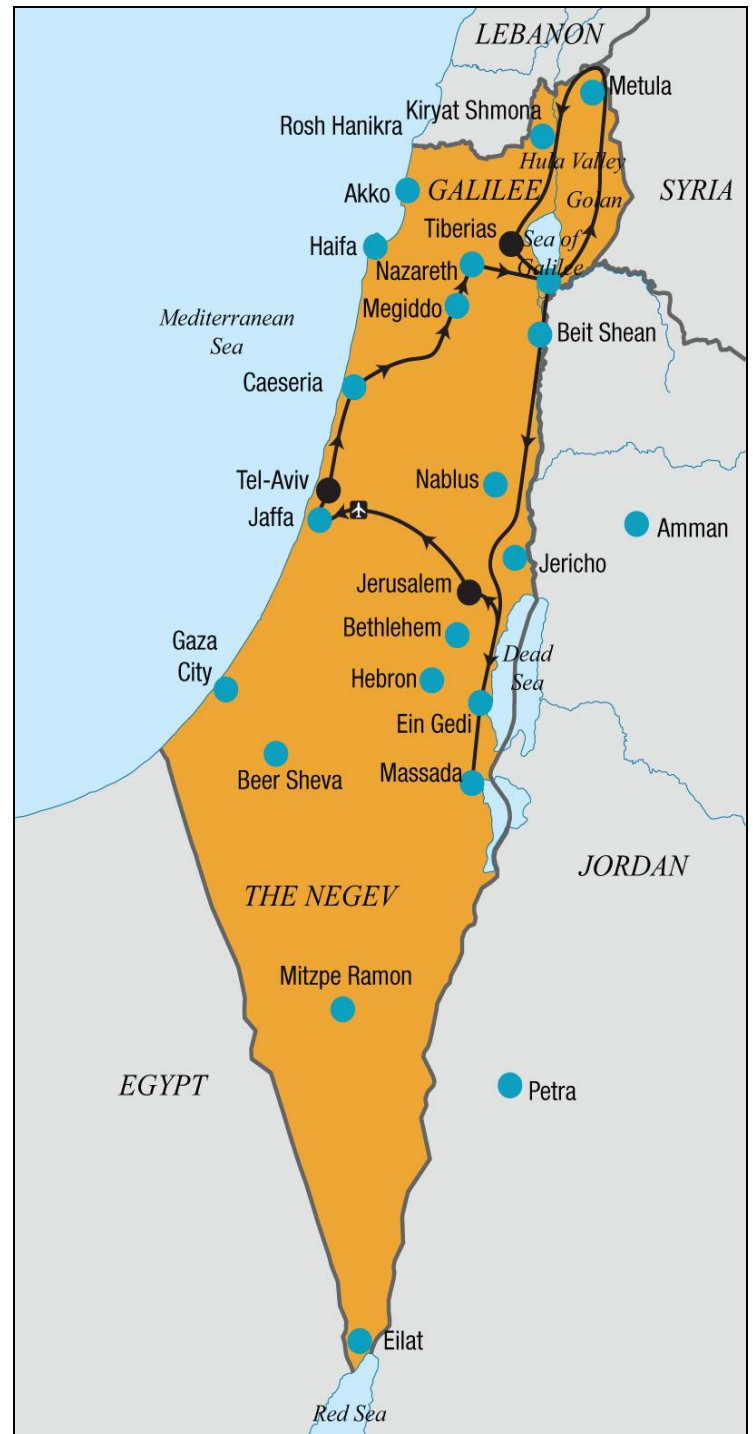 LEBANON
Metula
Kiryat Shmona
Rosh Hanikra
Hula Valley
Akko
GALILEE
SYRIA
Golan
Tiberias
Haifa
Sea of
Galilee
Nazareth
Megiddo
Mediterranean
Sea
Beit Shean
Caeseria
Tel-Aviv
Nablus
Jaffa
Amman
Jericho
Jerusalem
Bethlehem
Gaza
City
Dead
Sea
Hebron
Ein Gedi
Beer Sheva
Massada
JORDAN
THE NEGEV
Mitzpe Ramon
EGYPT
Petra
Eilat
Red Sea